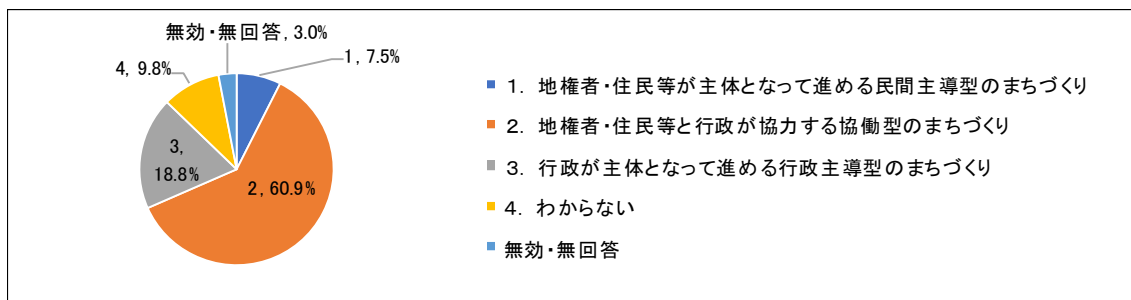 無効・無回答, 3.0%
1, 7.5%
4, 9.8%
3,
18.8%
2, 60.9%
1. 地権者・住民等が主体となって進める民間主導型のまちづくり
2. 地権者・住民等と行政が協力する協働型のまちづくり
3. 行政が主体となって進める行政主導型のまちづくり
4. わからない
無効・無回答